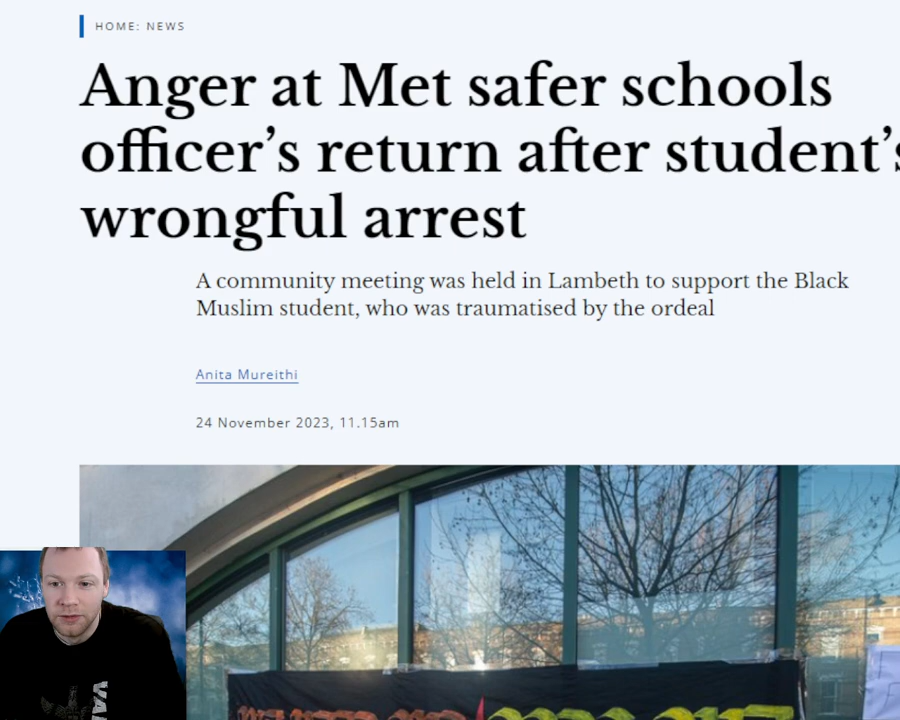 HOME: NEWS
Anger at Met safer schools
officer’s return after student’s
wrongful arrest
A community meeting was held in Lambeth to support the Black
Muslim student, who was traumatised by the ordeal
Anita Mureithi
24 November 2023, 11.15am